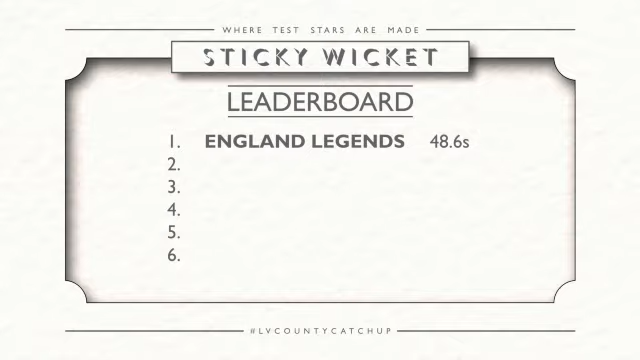 WHERE TEST STARS ARE MADE
STICKY WICKET
LEADERBOARD
1. ENGLAND LEGENDS 48.6s
2.
3.
4.
5.
6.
#LVCOUNTYCATCHUP